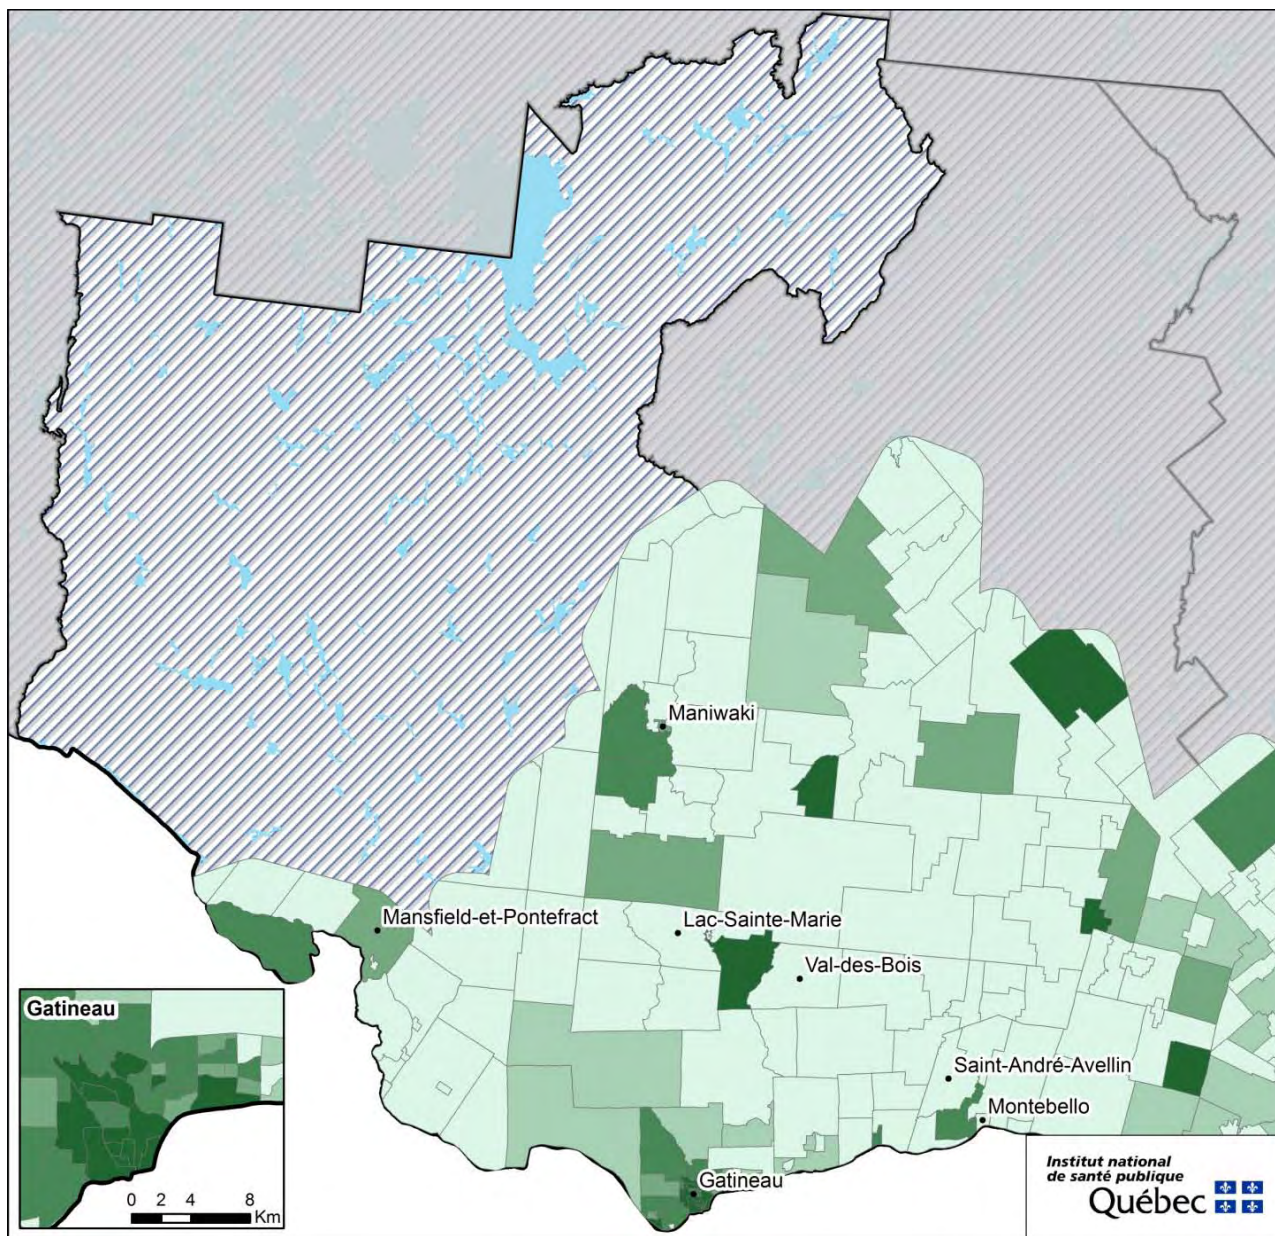 Maniwaki
Mansfield-et-Pontefract
Lac-Sainte-Marie
Val-des-Bois
Gatineau
Saint-André-Avellin
Montebello
Gatineau
0 2 4 8
Km
Institut national
de santé publique
Québec